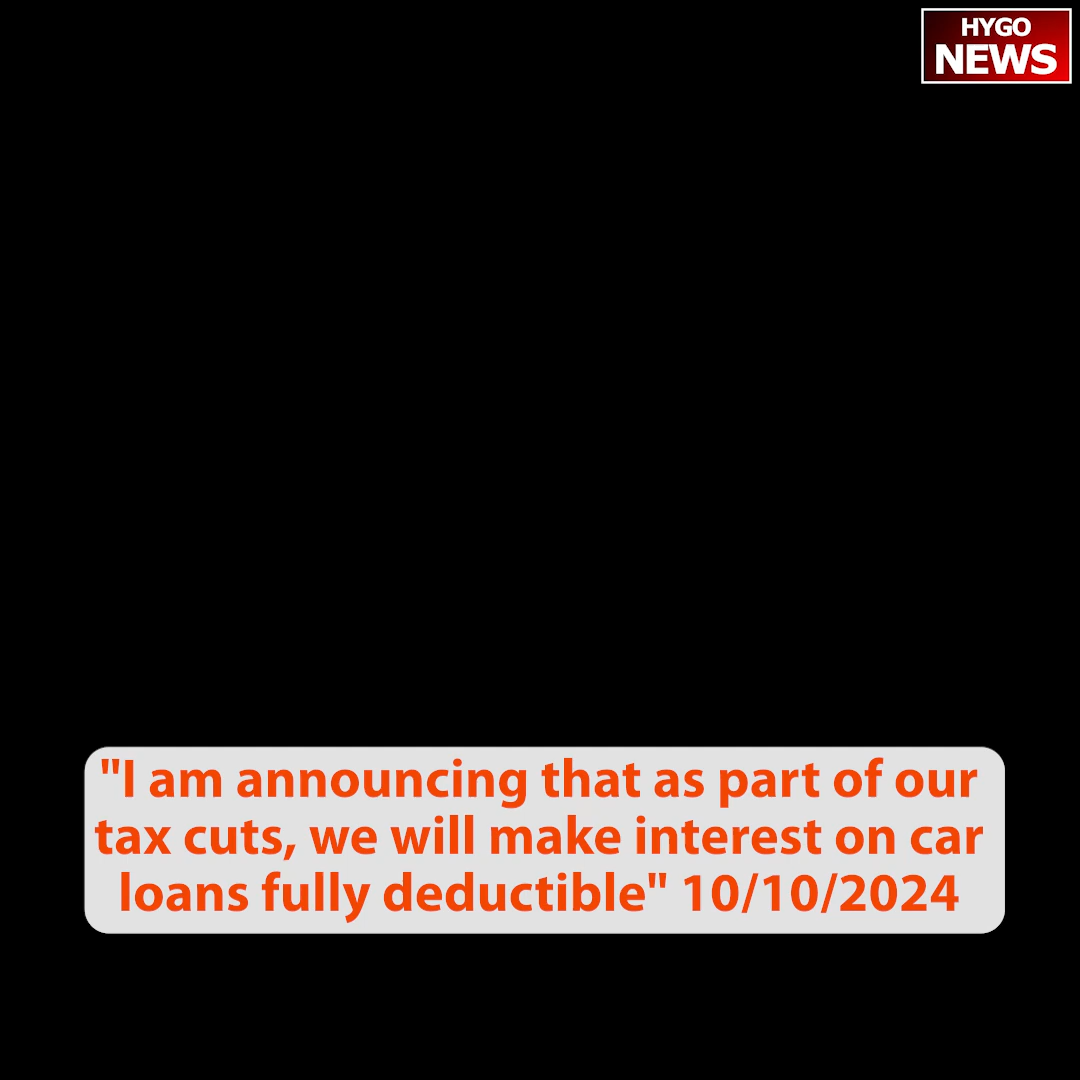 HYGO
NEWS
"I am announcing that as part of our
tax cuts, we will make interest on car
loans fully deductible" 10/10/2024